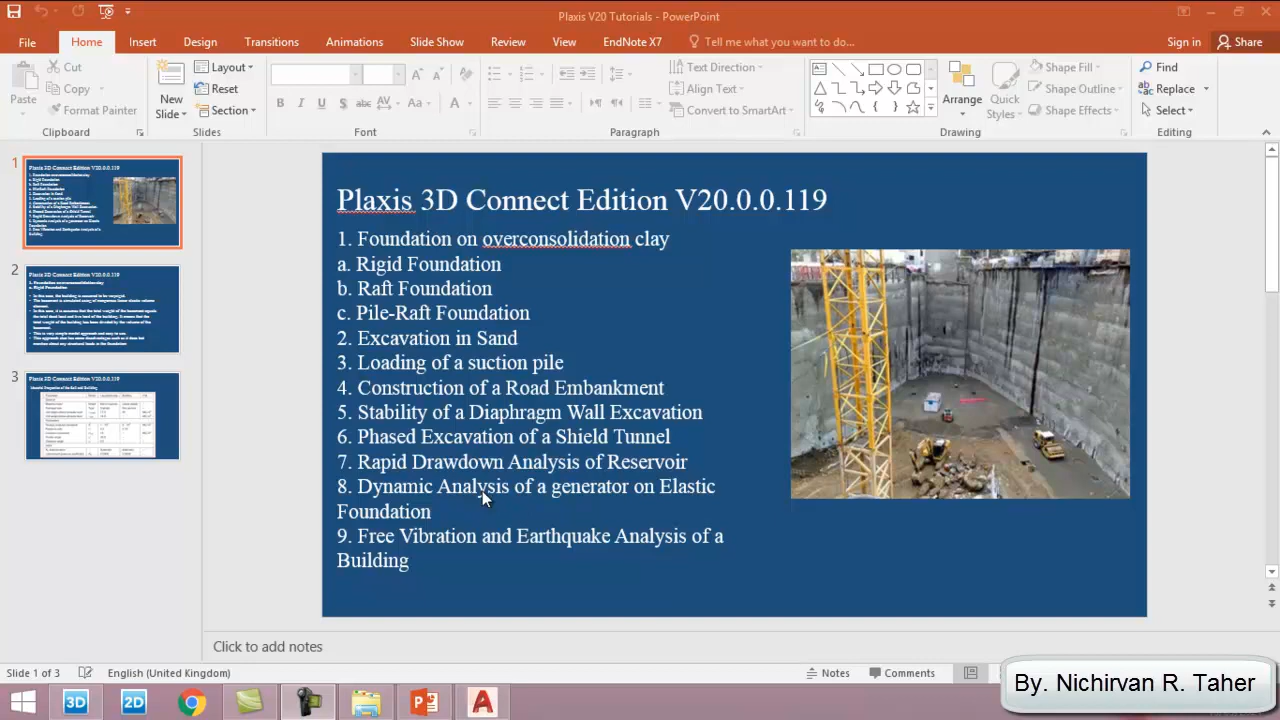 Plaxis V20 Tutorials - PowerPoint
File
Home
Insert
Design
Transitions
Animations
Slide Show
Review
View
EndNote X7
Tell me what you want to do...
Sign in
Share
Paste
Cut
Copy
Format Painter
Clipboard
New
Slide
Layout
Reset
Section
Slides
Font
Text Direction
Align Text
Convert to SmartArt
Paragraph
Arrange
Quick
Styles
Shape Fill
Shape Outline
Shape Effects
Drawing
Find
Replace
Select
Editing
1
2
3
Plaxis 3D Connect Edition V20.0.0.119
1. Foundation on overconsolidation clay
a. Rigid Foundation
b. Raft Foundation
c. Pile-Raft Foundation
2. Excavation in Sand
3. Loading of a suction pile
4. Construction of a Road Embankment
5. Stability of a Diaphragm Wall Excavation
6. Phased Excavation of a Shield Tunnel
7. Rapid Drawdown Analysis of Reservoir
8. Dynamic Analysis of a generator on Elastic
Foundation
9. Free Vibration and Earthquake Analysis of a
Building
Click to add notes
Slide 1 of 3
English (United Kingdom)
Notes
Comments
3D
2D
By. Nichirvan R. Taher